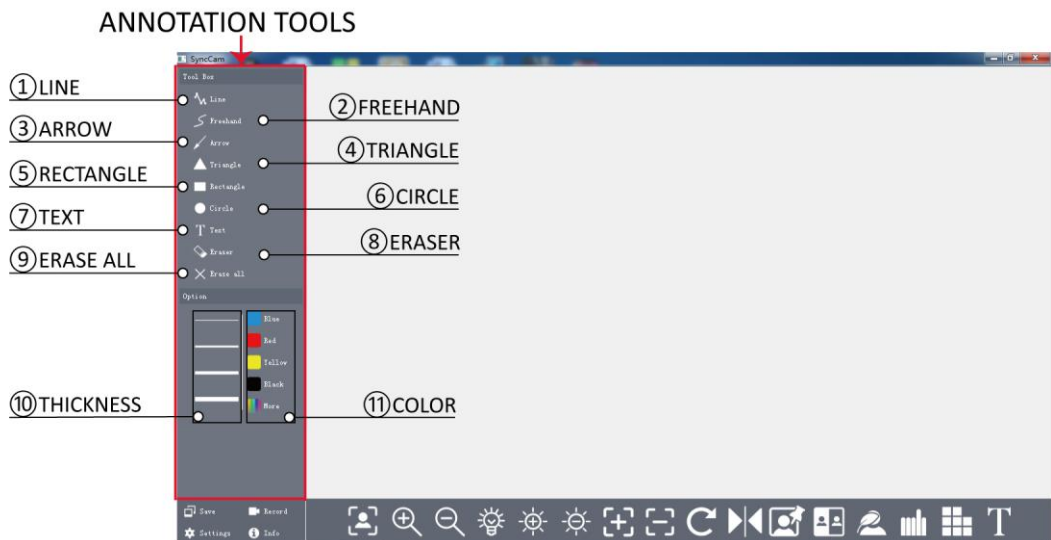 ANNOTATION TOOLS
SyncCam
Tool Box
①LINE
Line
②FREEHAND
Freehand
③ARROW
Arrow
④TRIANGLE
Triangle
⑤RECTANGLE
Rectangle
⑥CIRCLE
Circle
⑦TEXT
T Text
⑧ERASER
Eraser
⑨ERASE ALL
Erase all
Option
Blue
Red
Yellow
Black
More
⑩THICKNESS
⑪COLOR
Save
Record
Settings
Info
T